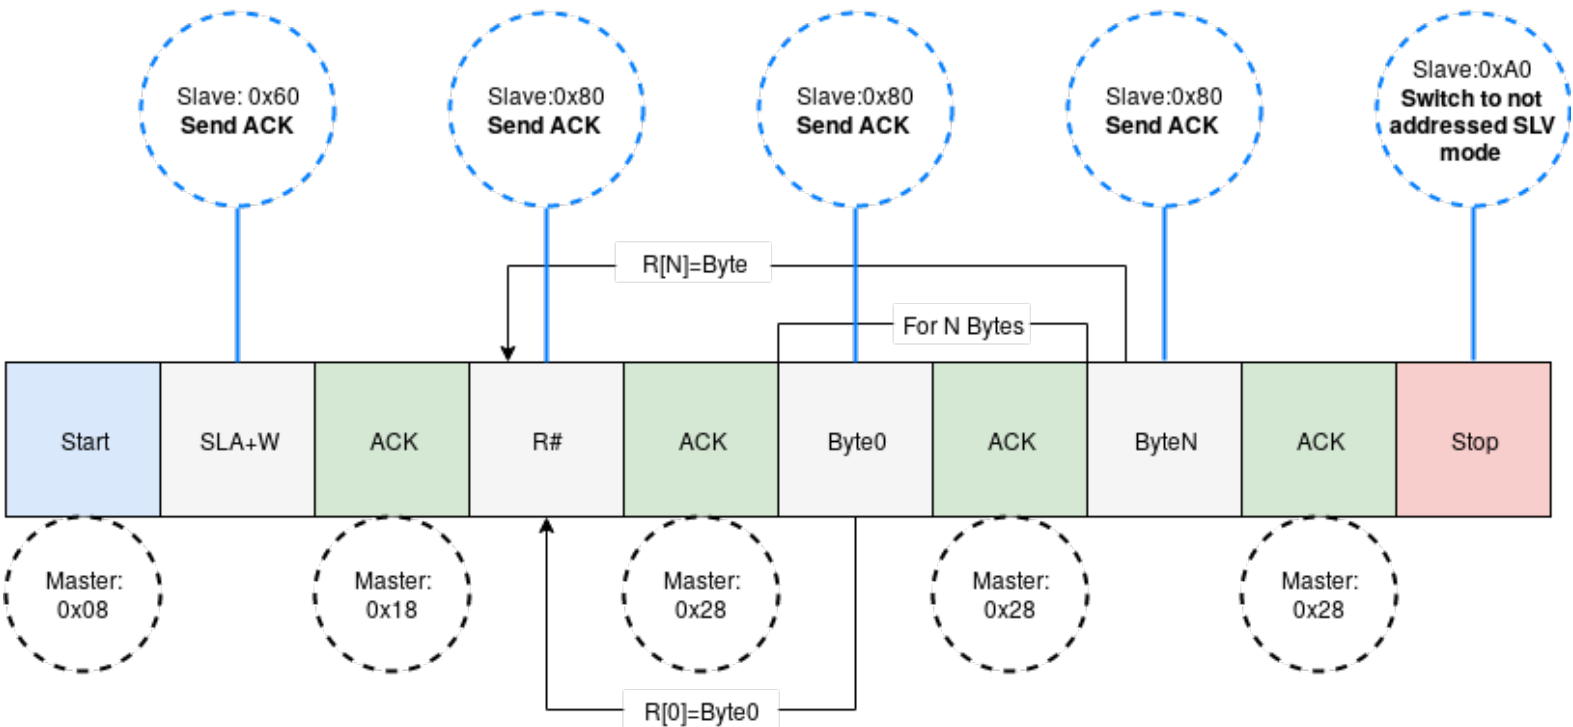 Slave: 0x60
Send ACK
Slave:0x80
Send ACK
Slave:0x80
Send ACK
Slave:0x80
Send ACK
Slave:0xA0
Switch to not
addressed SLV
mode
R[N]=Byte
For N Bytes
Start
SLA+W
ACK
R#
ACK
Byte0
ACK
ByteN
ACK
Stop
Master:
0x08
Master:
0x18
Master:
0x28
Master:
0x28
Master:
0x28
R[0]=Byte0